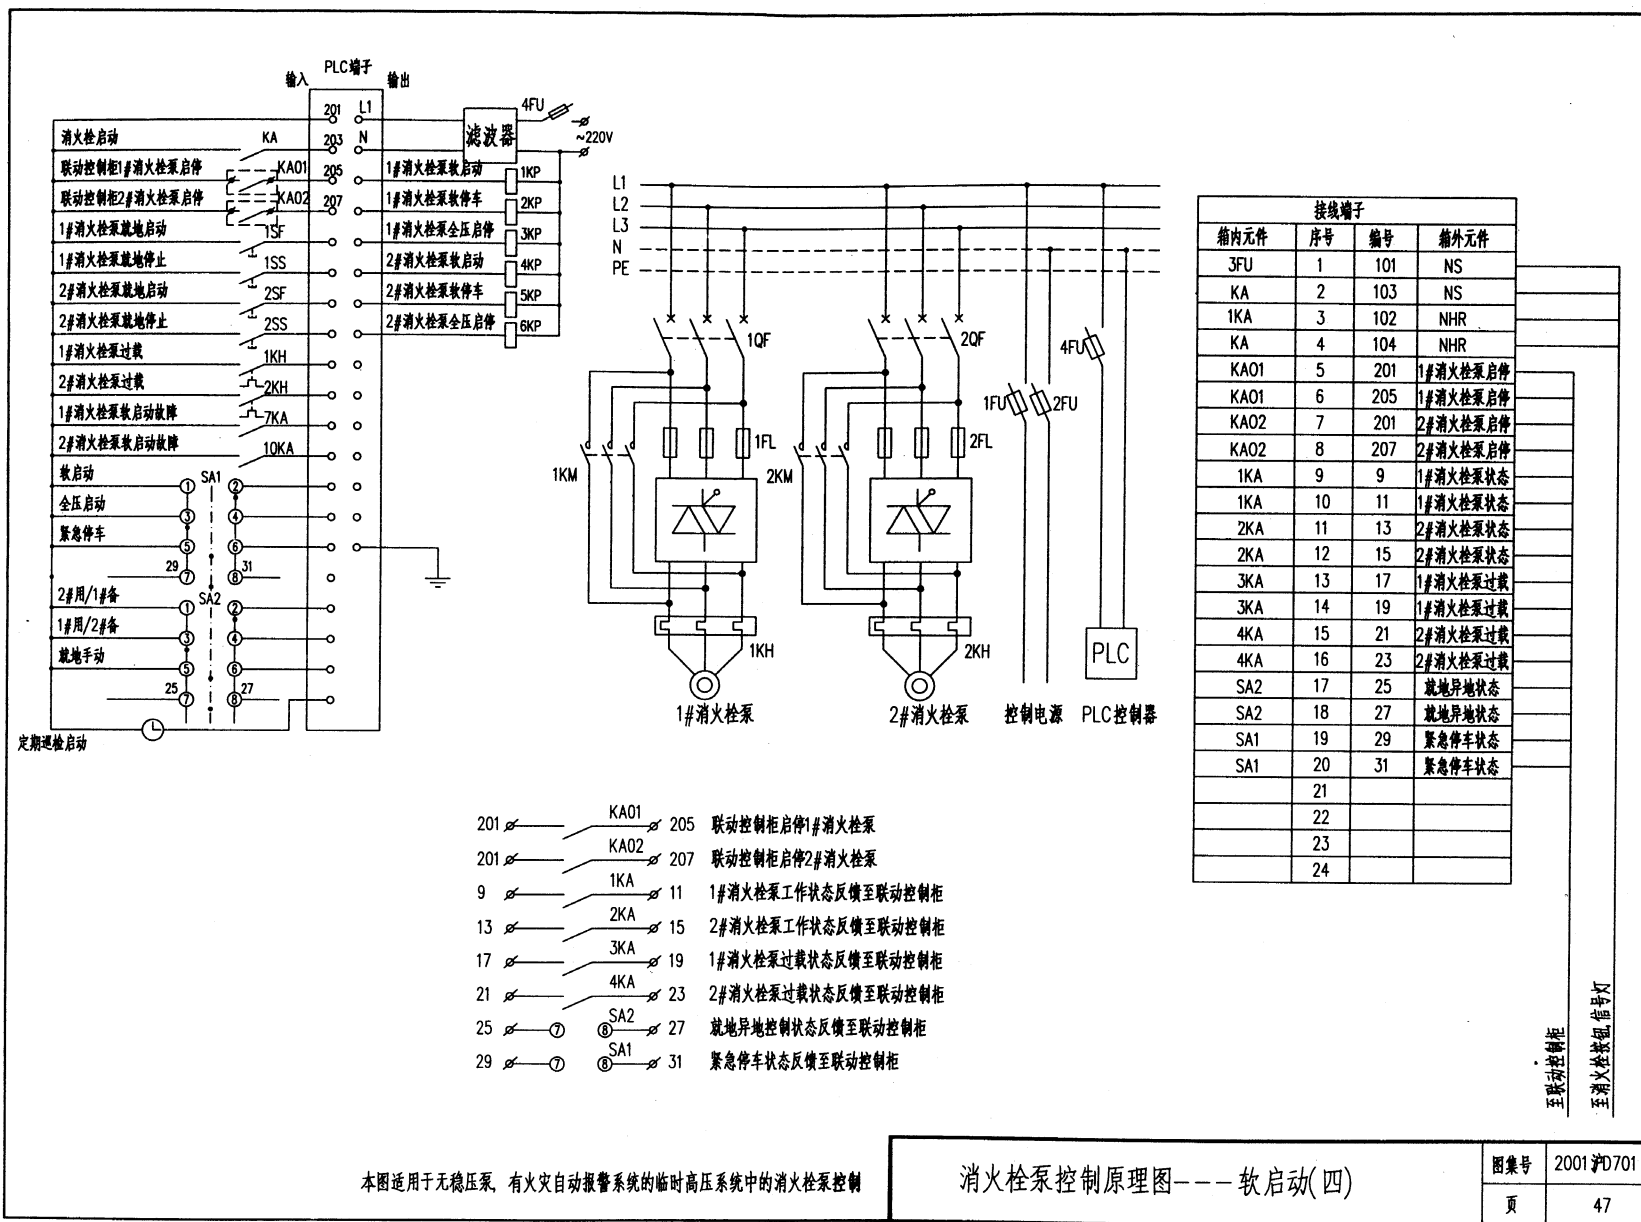 PLC端子
输入 输出
201 L1
203 N
205
207
消火栓启动 KA
联动控制柜1#消火栓泵启停 KA01
联动控制柜2#消火栓泵启停 KA02
1#消火栓泵就地启动 1SF
1#消火栓泵就地停止 1SS
2#消火栓泵就地启动 2SF
2#消火栓泵就地停止 2SS
1#消火栓泵过载 1KH
2#消火栓泵过载 2KH
1#消火栓泵软启动故障 7KA
2#消火栓泵软启动故障 10KA
软启动 SA1 1 2
全压启动 3 4
紧急停车 5 6
29 7 8 31
2#用/1#备 SA2 1 2
1#用/2#备 3 4
就地手动 5 6
25 7 8 27
定期巡检启动
滤波器
4FU
~220V
1#消火栓泵软启动 1KP
1#消火栓泵软停车 2KP
1#消火栓泵全压启停 3KP
2#消火栓泵软启动 4KP
2#消火栓泵软停车 5KP
2#消火栓泵全压启停 6KP
L1
L2
L3
N
PE
1QF 2QF
4FU
1FU 2FU
1FL 2FL
1KM 2KM
1KH 2KH
PLC
1#消火栓泵 2#消火栓泵 控制电源 PLC控制器
接线端子
箱内元件 序号 编号 箱外元件
3FU 1 101 NS
KA 2 103 NS
1KA 3 102 NHR
KA 4 104 NHR
KA01 5 201 1#消火栓泵启停
KA01 6 205 1#消火栓泵启停
KA02 7 201 2#消火栓泵启停
KA02 8 207 2#消火栓泵启停
1KA 9 9 1#消火栓泵状态
1KA 10 11 1#消火栓泵状态
2KA 11 13 2#消火栓泵状态
2KA 12 15 2#消火栓泵状态
3KA 13 17 1#消火栓泵过载
3KA 14 19 1#消火栓泵过载
4KA 15 21 2#消火栓泵过载
4KA 16 23 2#消火栓泵过载
SA2 17 25 就地异地状态
SA2 18 27 就地异地状态
SA1 19 29 紧急停车状态
SA1 20 31 紧急停车状态
21
22
23
24
至联动控制柜
至消火栓按钮,信号灯
201 KA01 205 联动控制柜启停1#消火栓泵
201 KA02 207 联动控制柜启停2#消火栓泵
9 1KA 11 1#消火栓泵工作状态反馈至联动控制柜
13 2KA 15 2#消火栓泵工作状态反馈至联动控制柜
17 3KA 19 1#消火栓泵过载状态反馈至联动控制柜
21 4KA 23 2#消火栓泵过载状态反馈至联动控制柜
25 7 8 SA2 27 就地异地控制状态反馈至联动控制柜
29 7 8 SA1 31 紧急停车状态反馈至联动控制柜
本图适用于无稳压泵, 有火灾自动报警系统的临时高压系统中的消火栓泵控制
消火栓泵控制原理图---软启动(四)
图集号 2001沪D701
页 47